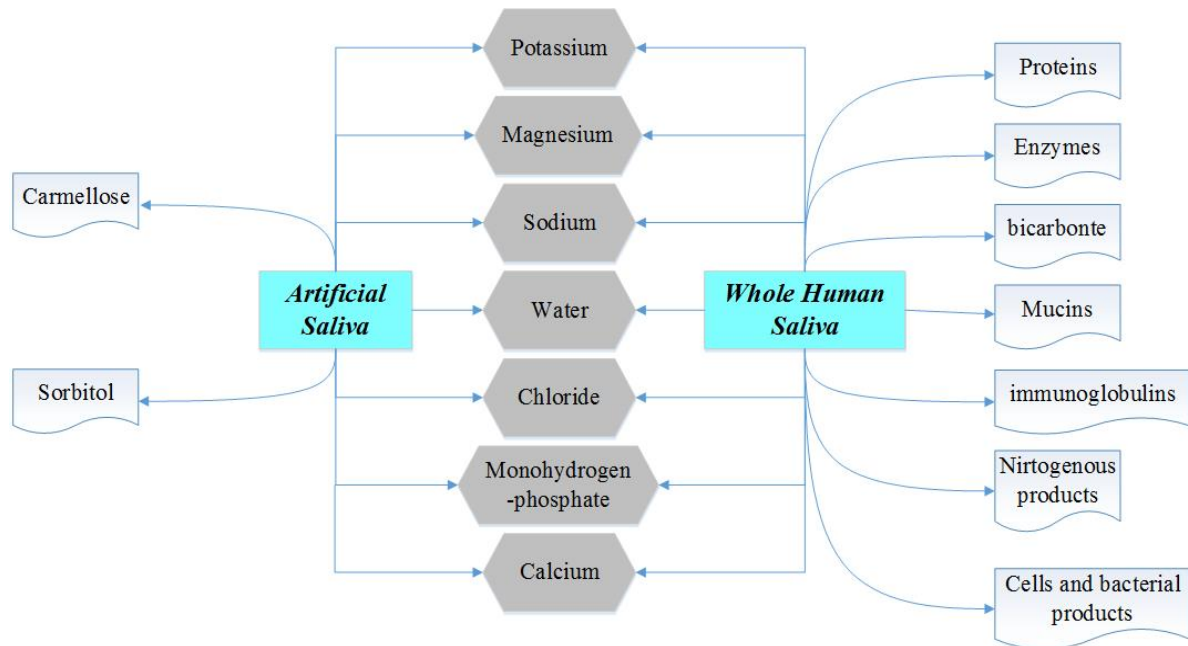 Potassium
Magnesium
Sodium
Water
Chloride
Monohydrogen
-phosphate
Calcium
Carmellose
Sorbitol
Artificial
Saliva
Whole Human
Saliva
Proteins
Enzymes
bicarbonte
Mucins
immunoglobulins
Nirtogenous
products
Cells and bacterial
products